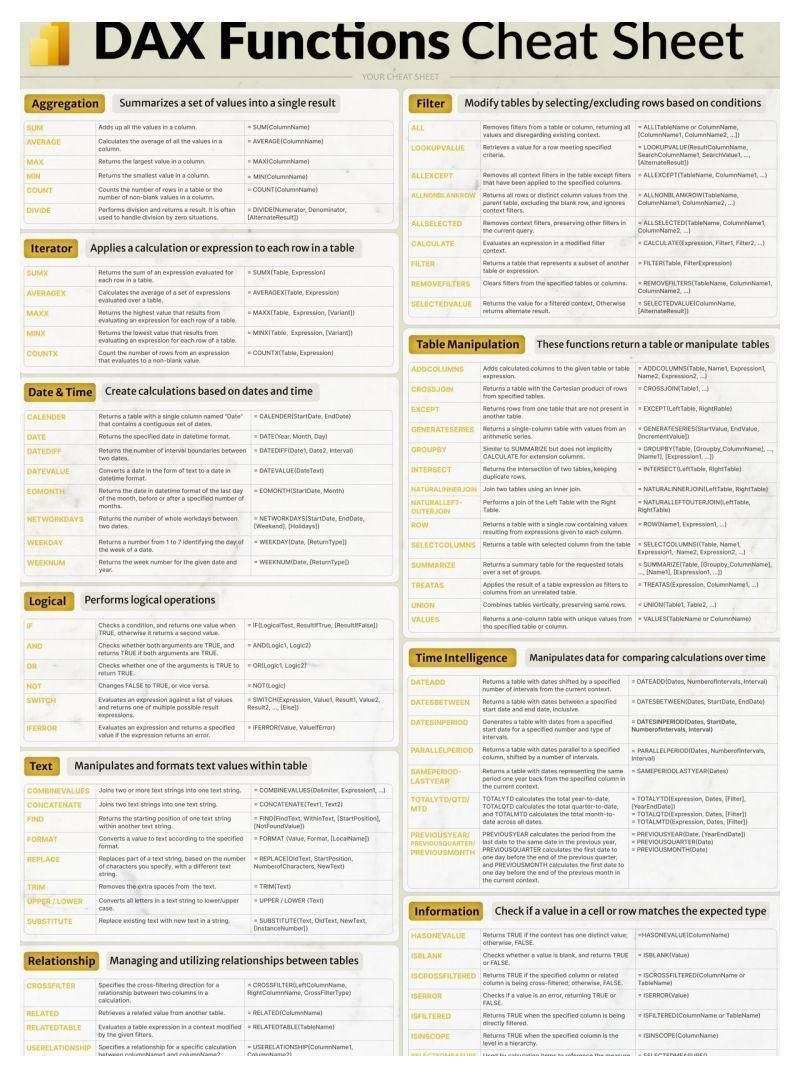 DAX Functions Cheat Sheet
YOUR CHEAT SHEET
Aggregation Summarizes a set of values into a single result
SUM Adds up all the values in a column. = SUM(ColumnName)
AVERAGE Calculates the average of all the values in a = AVERAGE(ColumnName)
column.
MAX Returns the largest value in a column. = MAX(ColumnName)
MIN Returns the smallest value in a column. = MIN(ColumnName)
COUNT Counts the number of rows in a table or the = COUNT(ColumnName)
number of non-blank values in a column.
DIVIDE Performs division and returns a result. It is often = DIVIDE(Numerator, Denominator,
used to handle division by zero situations. [AlternateResult])
Iterator Applies a calculation or expression to each row in a table
SUMX Returns the sum of an expression evaluated for = SUMX(Table, Expression)
each row in a table.
AVERAGEX Calculates the average of a set of expressions = AVERAGEX(Table, Expression)
evaluated over a table.
MAXX Returns the highest value that results from = MAXX(Table, Expression, [Variant])
evaluating an expression for each row of a table.
MINX Returns the lowest value that results from = MINX(Table, Expression, [Variant])
evaluating an expression for each row of a table.
COUNTX Count the number of rows from an expression = COUNTX(Table, Expression)
that evaluates to a non-blank value.
Date & Time Create calculations based on dates and time
CALENDER Returns a table with a single column named "Date" = CALENDER(StartDate, EndDate)
that contains a contiguous set of dates.
DATE Returns the specified date in datetime format. = DATE(Year, Month, Day)
DATEDIFF Returns the number of interval boundaries between = DATEDIFF(Date1, Date2, Interval)
two dates.
DATEVALUE Converts a date in the form of text to a date in = DATEVALUE(DateText)
datetime format.
EOMONTH Returns the date in datetime format of the last day = EOMONTH(StartDate, Month)
of the month, before or after a specified number of
months.
NETWORKDAYS Returns the number of whole workdays between = NETWORKDAYS(StartDate, EndDate,
two dates. [Weekend], [Holidays])
WEEKDAY Returns a number from 1 to 7 identifying the day of = WEEKDAY(Date, [ReturnType])
the week of a date.
WEEKNUM Returns the week number for the given date and = WEEKNUM(Date, [ReturnType])
year.
Logical Performs logical operations
IF Checks a condition, and returns one value when = IF(LogicalTest, ResultIfTrue, [ResultIfFalse])
TRUE, otherwise it returns a second value.
AND Checks whether both arguments are TRUE, and = AND(Logic1, Logic2)
returns TRUE if both arguments are TRUE.
OR Checks whether one of the arguments is TRUE to = OR(Logic1, Logic2)
return TRUE.
NOT Changes FALSE to TRUE, or vice versa. = NOT(Logic)
SWITCH Evaluates an expression against a list of values = SWITCH(Expression, Value1, Result1, Value2,
and returns one of multiple possible result Result2, ..., [Else])
expressions.
IFERROR Evaluates an expression and returns a specified = IFERROR(Value, ValueIfError)
value if the expression returns an error.
Text Manipulates and formats text values within table
COMBINEVALUES Joins two or more text strings into one text string. = COMBINEVALUES(Delimiter, Expression1, ...)
CONCATENATE Joins two text strings into one text string. = CONCATENATE(Text1, Text2)
FIND Returns the starting position of one text string = FIND(FindText, WithinText, [StartPosition],
within another text string. [NotFoundValue])
FORMAT Converts a value to text according to the specified = FORMAT (Value, Format, [LocalName])
format.
REPLACE Replaces part of a text string, based on the number = REPLACE(OldText, StartPosition,
of characters you specify, with a different text NumberofCharacters, NewText)
string.
TRIM Removes the extra spaces from the text. = TRIM(Text)
UPPER / LOWER Converts all letters in a text string to lower/upper = UPPER / LOWER (Text)
case.
SUBSTITUTE Replace existing text with new text in a string. = SUBSTITUTE(Text, OldText, NewText,
[InstanceNumber])
Relationship Managing and utilizing relationships between tables
CROSSFILTER Specifies the cross-filtering direction for a = CROSSFILTER(LeftColumnName,
relationship between two columns in a RightColumnName, CrossFilterType)
calculation.
RELATED Retrieves a related value from another table. = RELATED(ColumnName)
RELATEDTABLE Evaluates a table expression in a context modified = RELATEDTABLE(TableName)
by the given filters.
USERELATIONSHIP Specifies a relationship for a specific calculation = USERELATIONSHIP(ColumnName1,
between columnName1 and columnName2. ColumnName2)
Filter Modify tables by selecting/excluding rows based on conditions
ALL Removes filters from a table or column, returning all = ALL(TableName or ColumnName,
values and disregarding existing context. [ColumnName1, ColumnName2, ...])
LOOKUPVALUE Retrieves a value for a row meeting specified = LOOKUPVALUE(ResultColumnName,
criteria. SearchColumnName1, SearchValue1, ...,
[AlternateResult])
ALLEXCEPT Removes all context filters in the table except filters = ALLEXCEPT(TableName, ColumnName1, ...)
that have been applied to the specified columns.
ALLNONBLANKROW Returns all rows or distinct column values from the = ALLNONBLANKROW(TableName,
parent table, excluding the blank row, and ignores ColumnName1, ColumnName2, ...)
context filters.
ALLSELECTED Removes context filters, preserving other filters in = ALLSELECTED(TableName, ColumnName1,
the current query. ColumnName2, ...)
CALCULATE Evaluates an expression in a modified filter = CALCULATE(Expression, Filter1, Filter2, ...)
context.
FILTER Returns a table that represents a subset of another = FILTER(Table, FilterExpression)
table or expression.
REMOVEFILTERS Clears filters from the specified tables or columns. = REMOVEFILTERS(TableName, ColumnName1,
ColumnName2, ...)
SELECTEDVALUE Returns the value for a filtered context, Otherwise = SELECTEDVALUE(ColumnName,
returns alternate result. [AlternateResult])
Table Manipulation These functions return a table or manipulate tables
ADDCOLUMNS Adds calculated columns to the given table or table = ADDCOLUMNS(Table, Name1, Expression1,
expression. Name2, Expression2, ...)
CROSSJOIN Returns a table with the Cartesian product of rows = CROSSJOIN(Table1, ...)
from specified tables.
EXCEPT Returns rows from one table that are not present in = EXCEPT(LeftTable, RightRable)
another table.
GENERATESERIES Returns a single-column table with values from an = GENERATESERIES(StartValue, EndValue,
arithmetic series. [IncrementValue])
GROUPBY Similar to SUMMARIZE but does not implicitly = GROUPBY(Table, [Groupby_ColumnName], ...,
CALCULATE for extension columns. [Name1], [Expression1], ...)
INTERSECT Returns the intersection of two tables, keeping = INTERSECT(LeftTable, RightTable)
duplicate rows.
NATURALINNERJOIN Join two tables using an inner join. = NATURALINNERJOIN(LeftTable, RightTable)
NATURALLEFT- Performs a join of the Left Table with the Right = NATURALLEFTOUTERJOIN(LeftTable,
OUTERJOIN Table. RightTable)
ROW Returns a table with a single row containing values = ROW(Name1, Expression1, ...)
resulting from expressions given to each column.
SELECTCOLUMNS Returns a table with selected column from the table = SELECTCOLUMNS((Table, Name1,
Expression1, Name2, Expression2, ...)
SUMMARIZE Returns a summary table for the requested totals = SUMMARIZE(Table, [Groupby_ColumnName],
over a set of groups. ..., [Name1], [Expression1], ...)
TREATAS Applies the result of a table expression as filters to = TREATAS(Expression, ColumnName1, ...)
columns from an unrelated table.
UNION Combines tables vertically, preserving same rows. = UNION(Table1, Table2, ...)
VALUES Returns a one-column table with unique values from = VALUES(TableName or ColumnName)
the specified table or column.
Time Intelligence Manipulates data for comparing calculations over time
DATEADD Returns a table with dates shifted by a specified = DATEADD(Dates, NumberofIntervals, Interval)
number of intervals from the current context.
DATESBETWEEN Returns a table with dates between a specified = DATESBETWEEN(Dates, StartDate, EndDate)
start date and end date, inclusive.
DATESINPERIOD Generates a table with dates from a specified = DATESINPERIOD(Dates, StartDate,
start date for a specified number and type of NumberofIntervals, Interval)
intervals.
PARALLELPERIOD Returns a table with dates parallel to a specified = PARALLELPERIOD(Dates, NumberofIntervals,
column, shifted by a number of intervals. Interval)
SAMEPERIOD- Returns a table with dates representing the same = SAMEPERIODLASTYEAR(Dates)
LASTYEAR period one year back from the specified column in
the current context.
TOTALYTD/QTD/ TOTALYTD calculates the total year-to-date, = TOTALYTD(Expression, Dates, [Filter],
MTD TOTALQTD calculates the total quarter-to-date, [YearEndDate])
and TOTALMTD calculates the total month-to- = TOTALQTD(Expression, Dates, [Filter])
date across all dates. = TOTALMTD(Expression, Dates, [Filter])
PREVIOUSYEAR/ PREVIOUSYEAR calculates the period from the = PREVIOUSYEAR(Date, [YearEndDate])
PREVIOUSQUARTER/ last date to the same date in the previous year, = PREVIOUSQUARTER(Date)
PREVIOUSMONTH PREVIOUSQUARTER calculates the first date to = PREVIOUSMONTH(Date)
one day before the end of the previous quarter,
and PREVIOUSMONTH calculates the first date to
one day before the end of the previous month in
the current context.
Information Check if a value in a cell or row matches the expected type
HASONEVALUE Returns TRUE if the context has one distinct value; =HASONEVALUE(ColumnName)
otherwise, FALSE.
ISBLANK Checks whether a value is blank, and returns TRUE = ISBLANK(Value)
or FALSE.
ISCROSSFILTERED Returns TRUE if the specified column or related = ISCROSSFILTERED(ColumnName or
column is being cross-filtered; otherwise, FALSE. TableName)
ISERROR Checks if a value is an error, returning TRUE or = ISERROR(Value)
FALSE.
ISFILTERED Returns TRUE when the specified column is being = ISFILTERED(ColumnName or TableName)
directly filtered.
ISINSCOPE Returns TRUE when the specified column is the = ISINSCOPE(ColumnName)
level in a hierarchy.
SELECTEDMEASURE Used by calculation items to reference the measure = SELECTEDMEASURE()